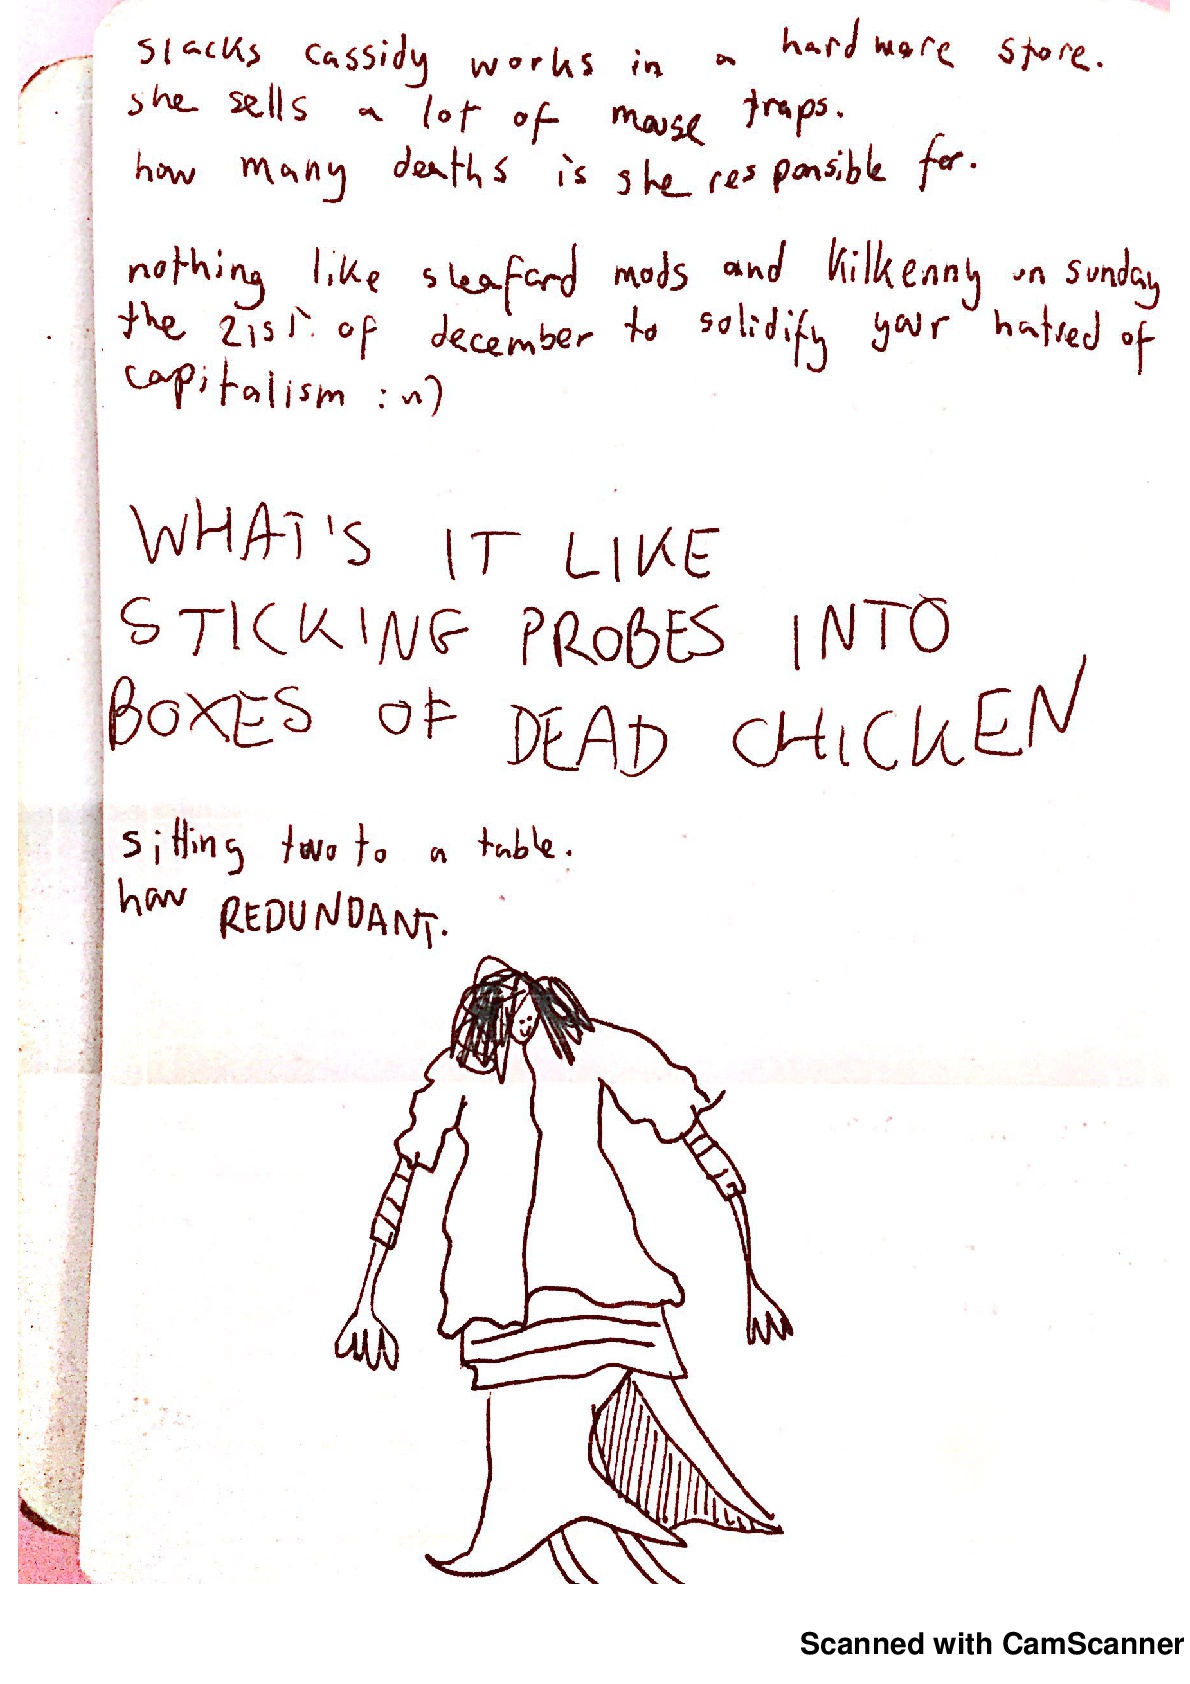 slacks cassidy works in a hardware store.
she sells a lot of mouse traps.
how many deaths is she responsible for.
nothing like sleaford mods and kilkenny on sunday
the 21st. of december to solidify your hatred of
capitalism :n)
WHAT'S IT LIKE
STICKING PROBES INTO
BOXES OF DEAD CHICKEN
sitting two to a table.
how REDUNDANT.
Scanned with CamScanner